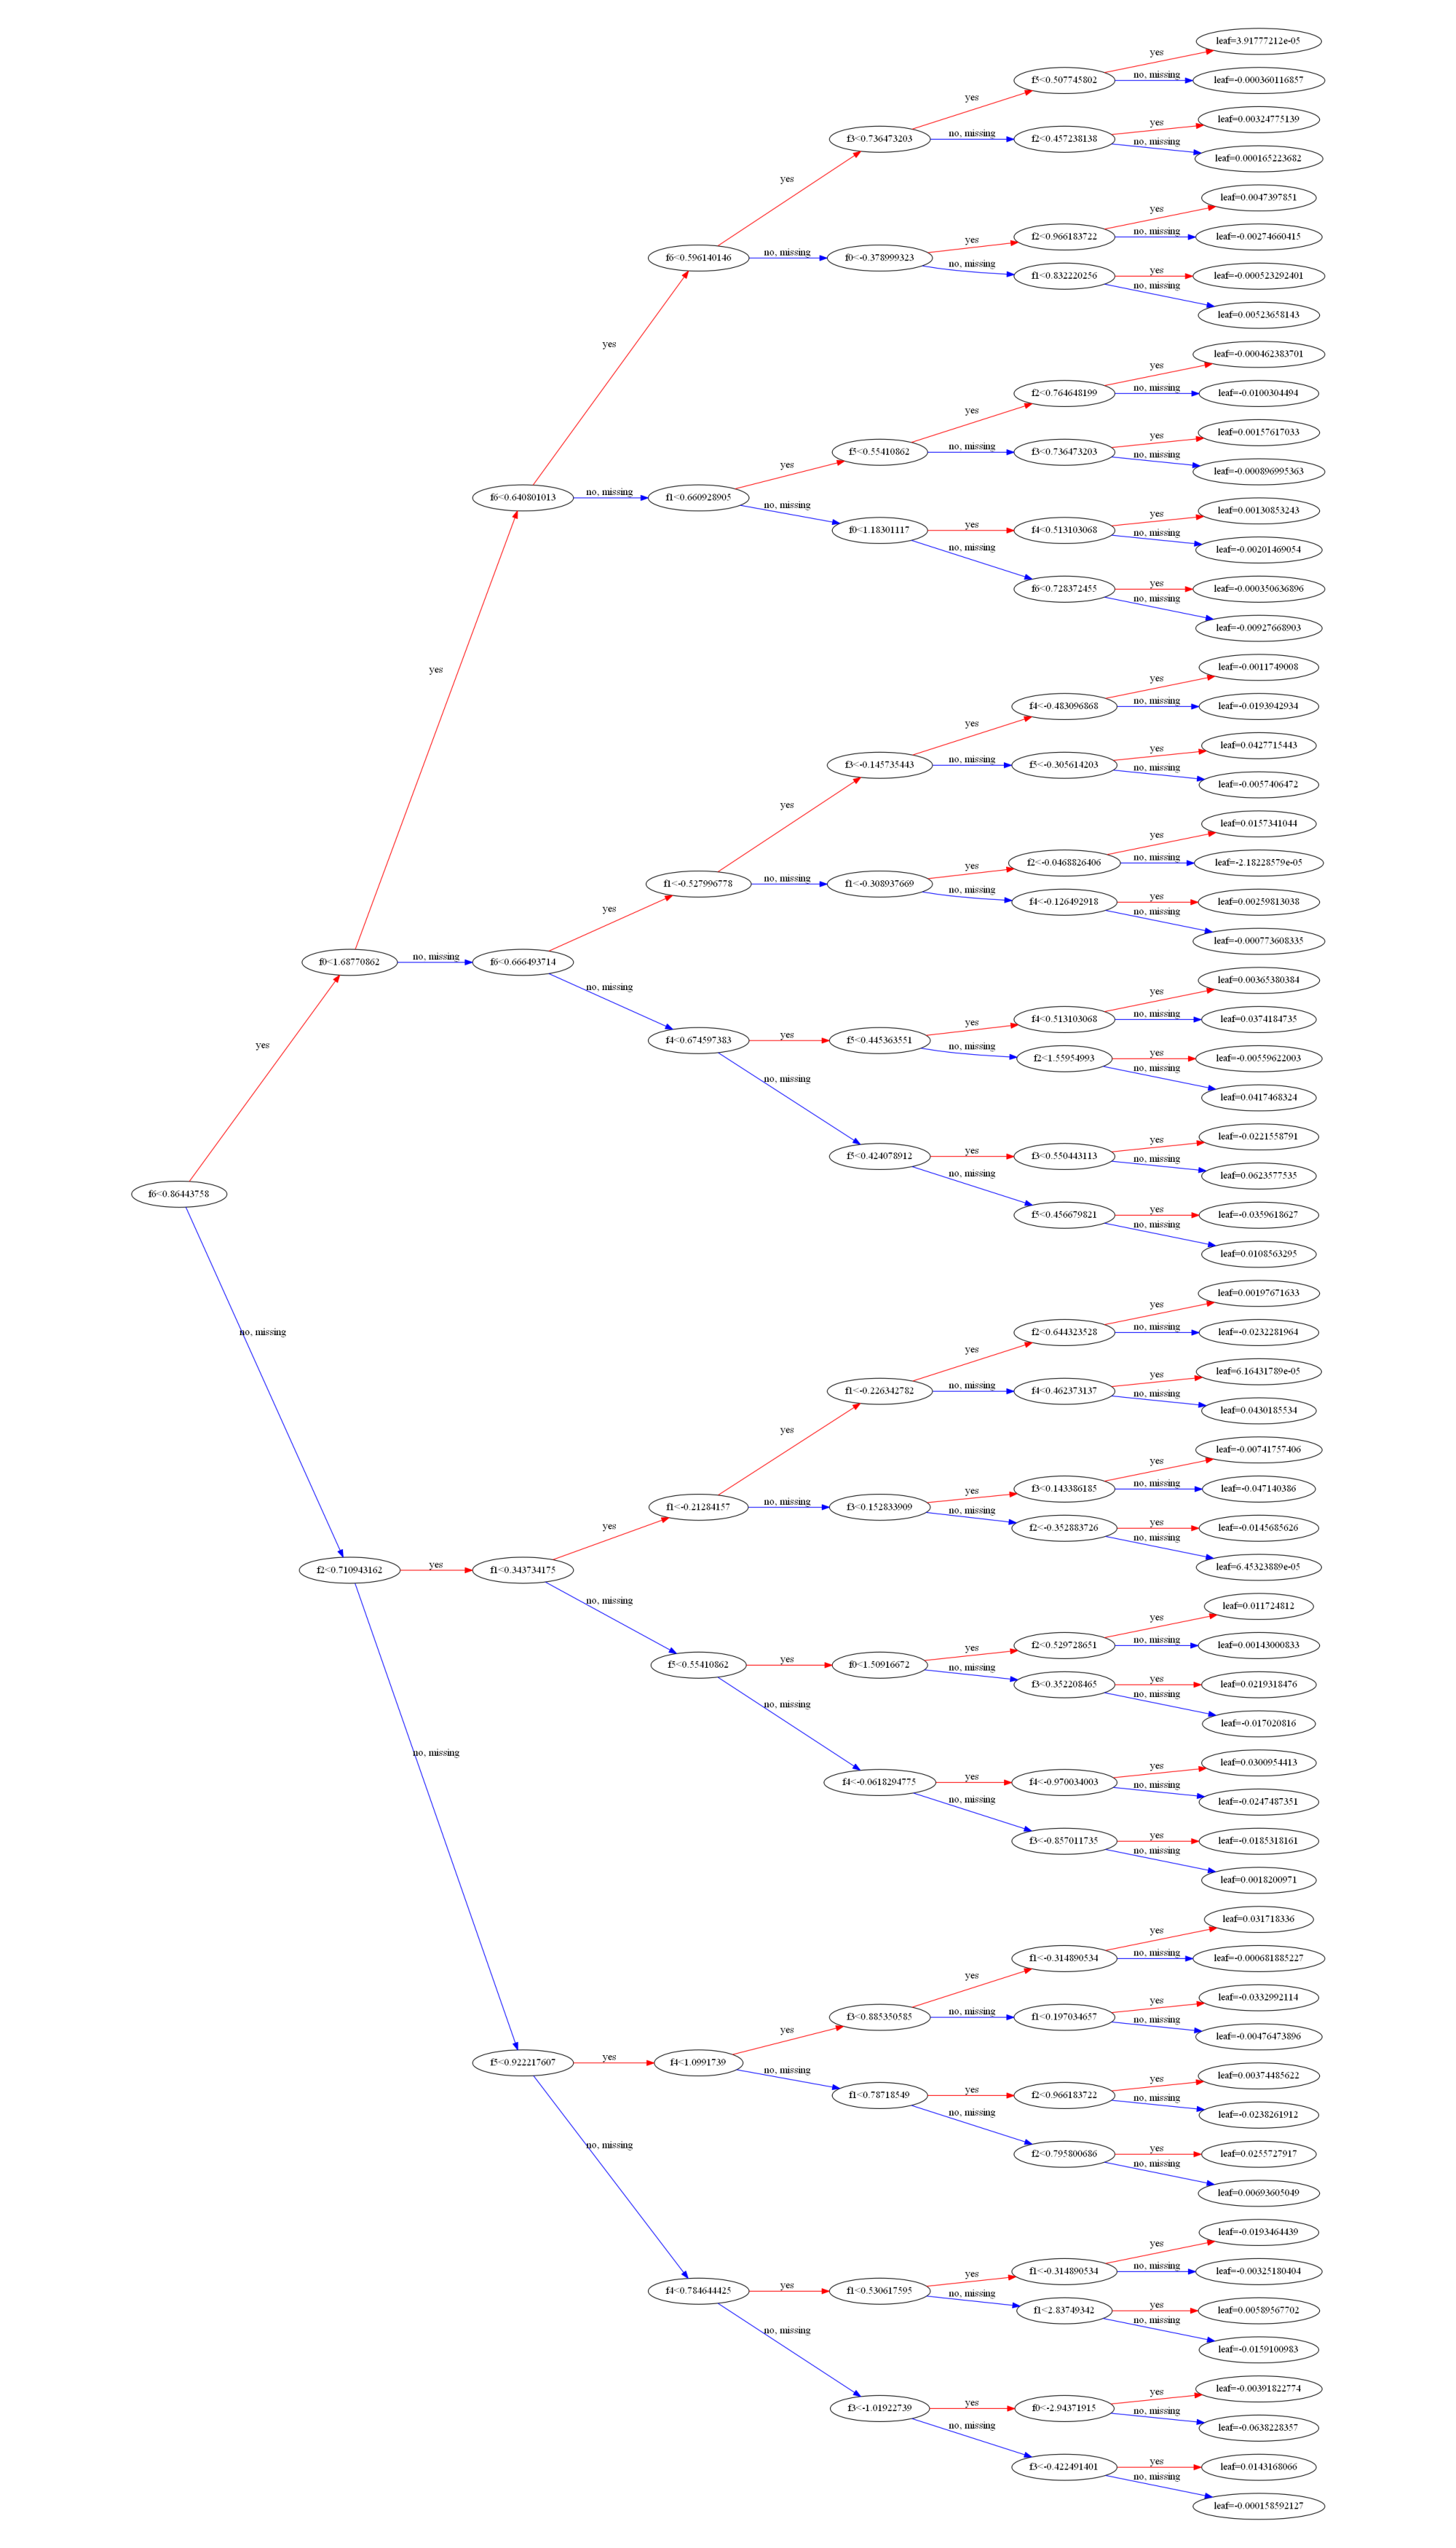 leaf=3.91777212e-05
yes
f5<0.507745802
no, missing
leaf=-0.000360116857
yes
leaf=0.00324775139
f3<0.736473203
no, missing
f2<0.457238138
yes
no, missing
leaf=0.000165223682
yes
leaf=0.0047397851
yes
f2<0.966183722
no, missing
leaf=-0.00274660415
f6<0.596140146
no, missing
f0<-0.378999323
yes
no, missing
f1<0.832220256
yes
leaf=-0.000523292401
no, missing
leaf=0.00523658143
yes
leaf=-0.000462383701
yes
f2<0.764648199
no, missing
leaf=-0.0100304494
yes
leaf=0.00157617033
yes
f5<0.55410862
no, missing
f3<0.736473203
yes
no, missing
leaf=-0.000896995363
f6<0.640801013
no, missing
f1<0.660928905
yes
leaf=0.00130853243
no, missing
f0<1.18301117
yes
f4<0.513103068
yes
no, missing
leaf=-0.00201469054
no, missing
f6<0.728372455
yes
leaf=-0.000350636896
no, missing
leaf=-0.00927668903
yes
leaf=-0.0011749008
yes
f4<-0.483096868
no, missing
leaf=-0.0193942934
yes
leaf=0.0427715443
yes
f3<-0.145735443
no, missing
f5<-0.305614203
yes
no, missing
leaf=-0.0057406472
yes
leaf=0.0157341044
yes
f2<-0.0468826406
no, missing
leaf=-2.18228579e-05
f1<-0.527996778
no, missing
f1<-0.308937669
yes
no, missing
f4<-0.126492918
yes
leaf=0.00259813038
no, missing
leaf=-0.000773608335
f0<1.68770862
no, missing
f6<0.666493714
yes
no, missing
leaf=0.00365380384
yes
f4<0.513103068
no, missing
leaf=0.0374184735
f4<0.674597383
yes
f5<0.445363551
yes
no, missing
f2<1.55954993
yes
leaf=-0.00559622003
no, missing
leaf=0.0417468324
no, missing
yes
leaf=-0.0221558791
f5<0.424078912
yes
f3<0.550443113
no, missing
leaf=0.0623577535
f6<0.86443758
no, missing
f5<0.456679821
yes
leaf=-0.0359618627
no, missing
leaf=0.0108563295
no, missing
yes
leaf=0.00197671633
yes
f2<0.644323528
no, missing
leaf=-0.0232281964
yes
leaf=6.16431789e-05
yes
f1<-0.226342782
no, missing
f4<0.462373137
no, missing
leaf=0.0430185534
yes
leaf=-0.00741757406
yes
f3<0.143386185
no, missing
leaf=-0.047140386
f1<-0.21284157
no, missing
f3<0.152833909
yes
no, missing
f2<-0.352883726
yes
leaf=-0.0145685626
no, missing
leaf=6.45323889e-05
f2<0.710943162
yes
f1<0.343734175
no, missing
yes
leaf=0.011724812
f5<0.55410862
yes
f0<1.50916672
yes
f2<0.529728651
no, missing
leaf=0.00143000833
no, missing
f3<0.352208465
yes
leaf=0.0219318476
no, missing
leaf=-0.017020816
no, missing
yes
leaf=0.0300954413
f4<-0.0618294775
yes
f4<-0.970034003
no, missing
leaf=-0.0247487351
no, missing
f3<-0.857011735
yes
leaf=-0.0185318161
no, missing
leaf=0.0018200971
no, missing
yes
leaf=0.031718336
yes
f1<-0.314890534
no, missing
leaf=-0.000681885227
yes
leaf=-0.0332992114
yes
f3<0.885350585
no, missing
f1<0.197034657
no, missing
leaf=-0.00476473896
f5<0.922217607
yes
f4<1.0991739
no, missing
yes
leaf=0.00374485622
f1<0.78718549
yes
f2<0.966183722
no, missing
leaf=-0.0238261912
no, missing
f2<0.795800686
yes
leaf=0.0255727917
no, missing
leaf=0.00693605049
no, missing
yes
leaf=-0.0193464439
yes
f1<-0.314890534
no, missing
leaf=-0.00325180404
f4<0.784644425
yes
f1<0.530617595
no, missing
f1<2.83749342
yes
leaf=0.00589567702
no, missing
leaf=-0.0159100983
no, missing
yes
leaf=-0.00391822774
f3<-1.01922739
yes
f0<-2.94371915
no, missing
leaf=-0.0638228357
no, missing
f3<-0.422491401
yes
leaf=0.0143168066
no, missing
leaf=-0.000158592127